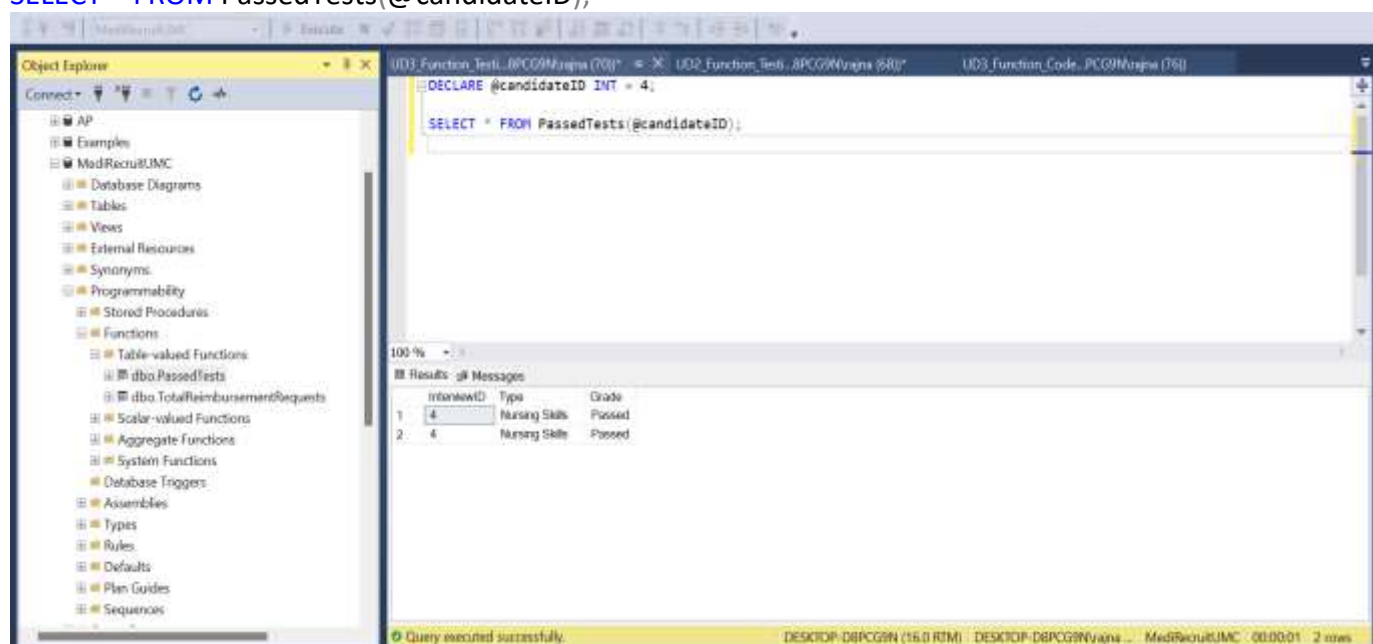 SELECT * FROM PassedTests(@candidateID);
Execute
Object Explorer
Connect
AP
Examples
MediRecruitUMC
Database Diagrams
Tables
Views
External Resources
Synonyms
Programmability
Stored Procedures
Functions
Table-valued Functions
dbo.PassedTests
dbo.TotalReimbursementRequests
Scalar-valued Functions
Aggregate Functions
System Functions
Database Triggers
Assemblies
Types
Rules
Defaults
Plan Guides
Sequences
DECLARE @candidateID INT = 4;
SELECT * FROM PassedTests(@candidateID);
100 %
Results Messages
InterviewID Type Grade
1 4 Nursing Skills Passed
2 4 Nursing Skills Passed
Query executed successfully. MediRecruitUMC 00:00:01 2 rows